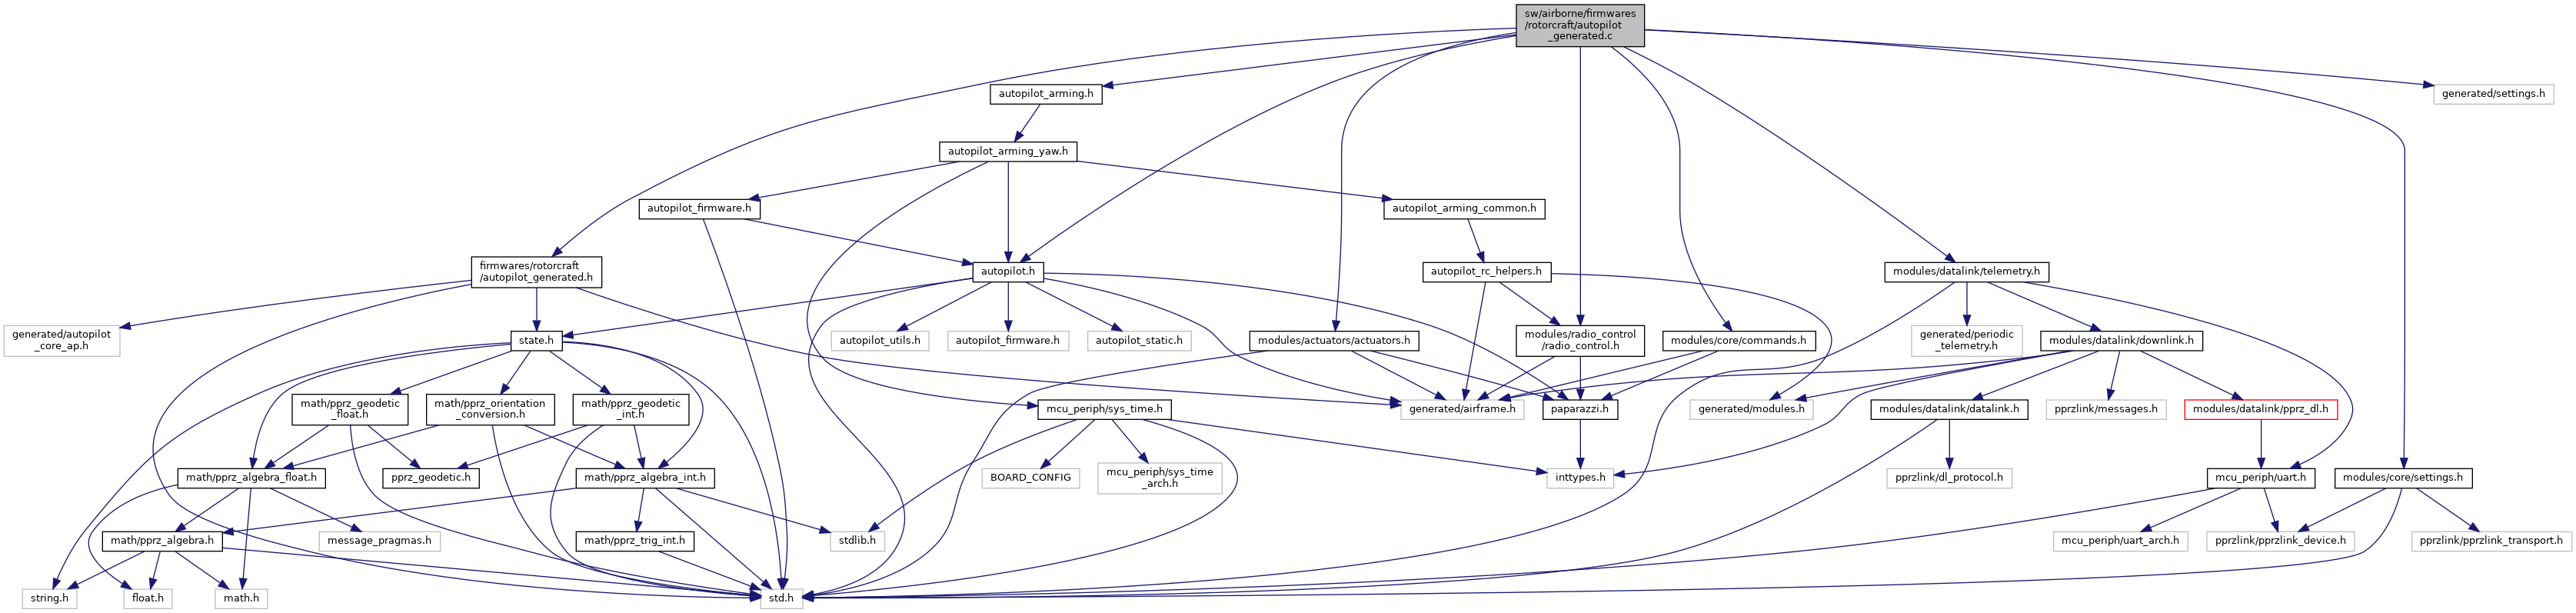 sw/airborne/firmwares
/rotorcraft/autopilot
_generated.c
autopilot_arming.h
generated/settings.h
autopilot_arming_yaw.h
autopilot_firmware.h
autopilot_arming_common.h
firmwares/rotorcraft
/autopilot_generated.h
autopilot.h
autopilot_rc_helpers.h
modules/datalink/telemetry.h
generated/autopilot
_core_ap.h
state.h
autopilot_utils.h
autopilot_firmware.h
autopilot_static.h
modules/actuators/actuators.h
modules/radio_control
/radio_control.h
modules/core/commands.h
generated/periodic
_telemetry.h
modules/datalink/downlink.h
math/pprz_geodetic
_float.h
math/pprz_orientation
_conversion.h
math/pprz_geodetic
_int.h
mcu_periph/sys_time.h
generated/airframe.h
paparazzi.h
generated/modules.h
modules/datalink/datalink.h
pprzlink/messages.h
modules/datalink/pprz_dl.h
math/pprz_algebra_float.h
pprz_geodetic.h
math/pprz_algebra_int.h
BOARD_CONFIG
mcu_periph/sys_time
_arch.h
inttypes.h
pprzlink/dl_protocol.h
mcu_periph/uart.h
modules/core/settings.h
math/pprz_algebra.h
message_pragmas.h
math/pprz_trig_int.h
stdlib.h
mcu_periph/uart_arch.h
pprzlink/pprzlink_device.h
pprzlink/pprzlink_transport.h
string.h
float.h
math.h
std.h